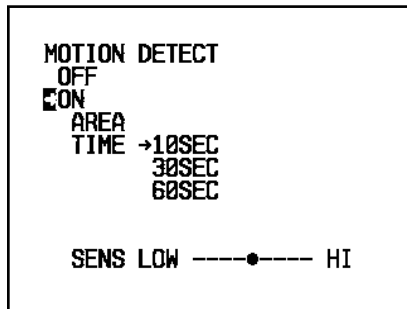 MOTION DETECT
OFF
ON
AREA
TIME →10SEC
30SEC
60SEC
SENS LOW ----●---- HI